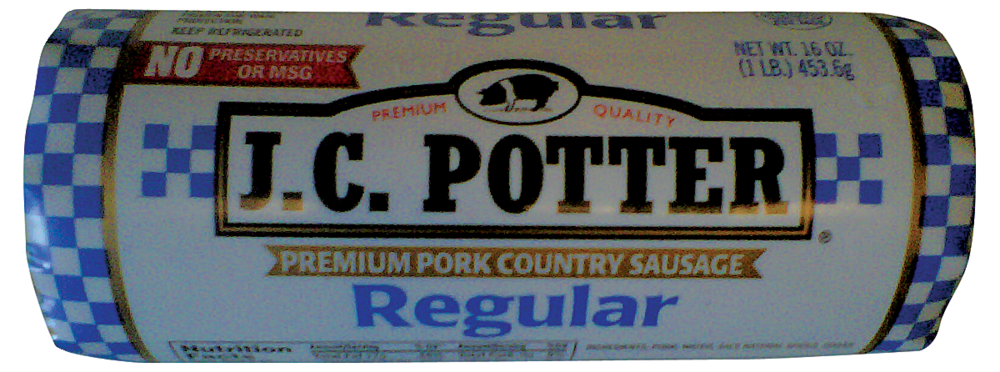 Regular
KEEP REFRIGERATED
NO PRESERVATIVES
OR MSG
NET WT. 16 OZ.
(1 LB.) 453.6g
PREMIUM QUALITY
J.C. POTTER
®
PREMIUM PORK COUNTRY SAUSAGE
Regular
Nutrition
Facts